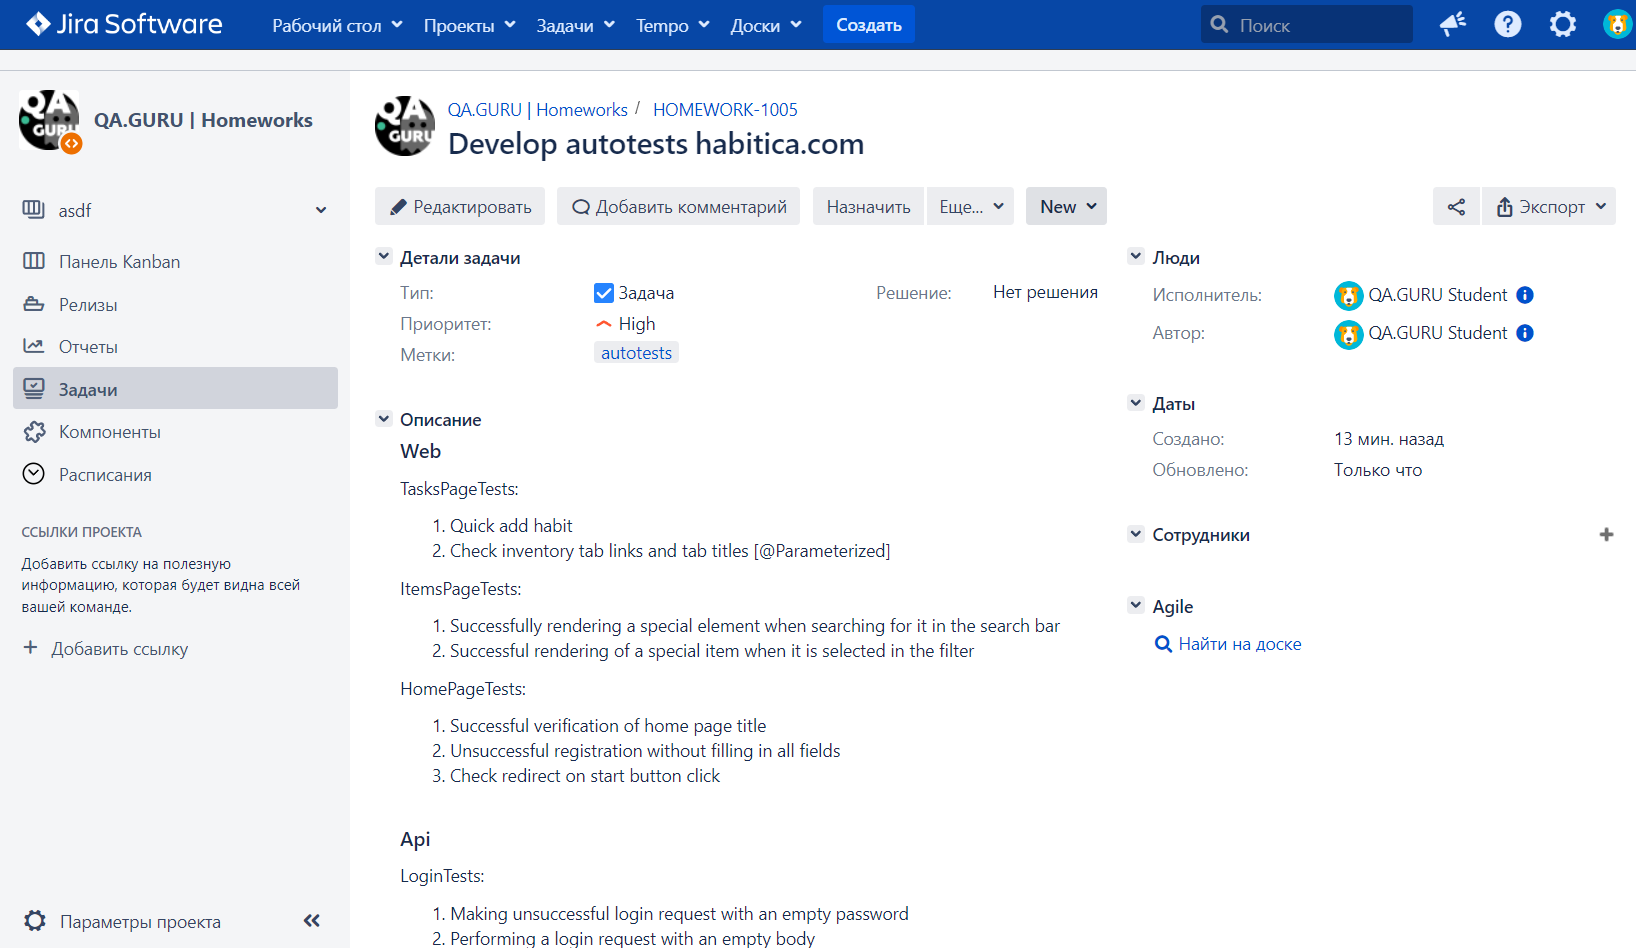 Jira Software
Рабочий стол
Проекты
Задачи
Tempo
Доски
Создать
Поиск
QA GURU
QA.GURU | Homeworks
asdf
Панель Kanban
Релизы
Отчеты
Задачи
Компоненты
Расписания
ССЫЛКИ ПРОЕКТА
Добавить ссылку на полезную
информацию, которая будет видна всей
вашей команде.
Добавить ссылку
Параметры проекта
QA GURU
QA.GURU | Homeworks / HOMEWORK-1005
Develop autotests habitica.com
Редактировать
Добавить комментарий
Назначить
Еще...
New
Экспорт
Детали задачи
Тип: Задача
Решение: Нет решения
Приоритет: High
Метки: autotests
Описание
Web
TasksPageTests:
1. Quick add habit
2. Check inventory tab links and tab titles [@Parameterized]
ItemsPageTests:
1. Successfully rendering a special element when searching for it in the search bar
2. Successful rendering of a special item when it is selected in the filter
HomePageTests:
1. Successful verification of home page title
2. Unsuccessful registration without filling in all fields
3. Check redirect on start button click
Api
LoginTests:
1. Making unsuccessful login request with an empty password
2. Performing a login request with an empty body
Люди
Исполнитель: QA.GURU Student
Автор: QA.GURU Student
Даты
Создано: 13 мин. назад
Обновлено: Только что
Сотрудники
Agile
Найти на доске